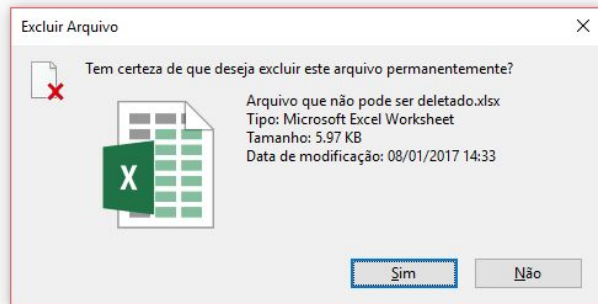 Excluir Arquivo
Tem certeza de que deseja excluir este arquivo permanentemente?
Arquivo que não pode ser deletado.xlsx
Tipo: Microsoft Excel Worksheet
Tamanho: 5.97 KB
Data de modificação: 08/01/2017 14:33
X
Sim
Não